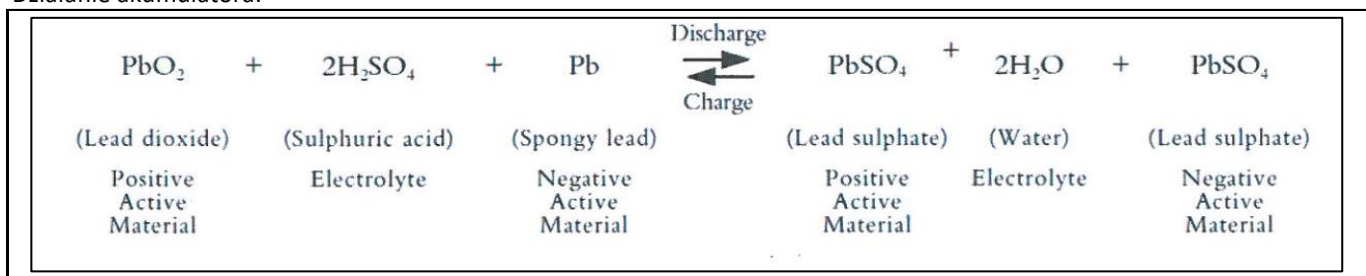 Działanie akumulatora:
Discharge
PbO₂ + 2H₂SO₄ + Pb PbSO₄ + 2H₂O + PbSO₄
Charge
(Lead dioxide) (Sulphuric acid) (Spongy lead) (Lead sulphate) (Water) (Lead sulphate)
Positive Electrolyte Negative Positive Electrolyte Negative
Active Active Active Active
Material Material Material Material